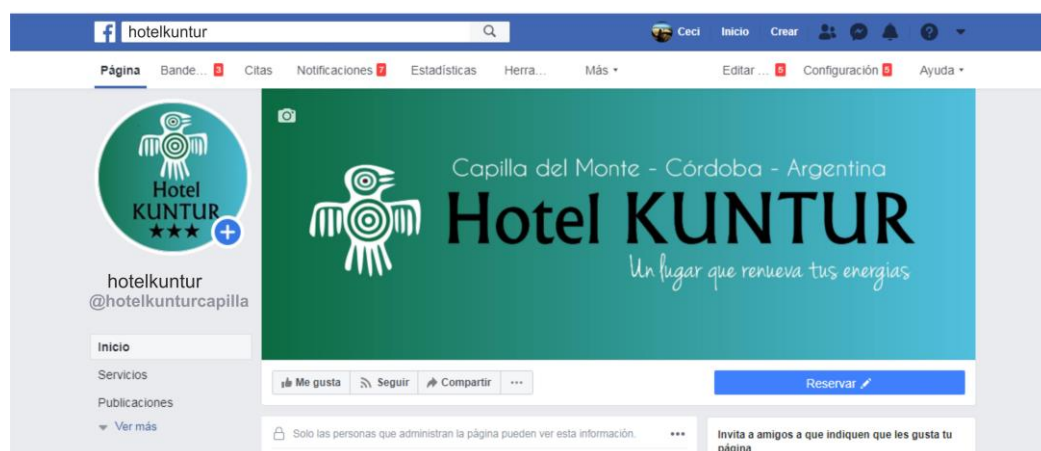 hotelkuntur
Ceci Inicio Crear
Página Bande... 3 Citas Notificaciones 7 Estadísticas Herra... Más Editar ... 5 Configuración 5 Ayuda
Hotel
KUNTUR
★★★
hotelkuntur
@hotelkunturcapilla
Capilla del Monte - Córdoba - Argentina
Hotel KUNTUR
Un lugar que renueva tus energias
Inicio
Servicios
Publicaciones
Ver más
Me gusta Seguir Compartir ...
Reservar
Solo las personas que administran la página pueden ver esta información. ...
Invita a amigos a que indiquen que les gusta tu
página